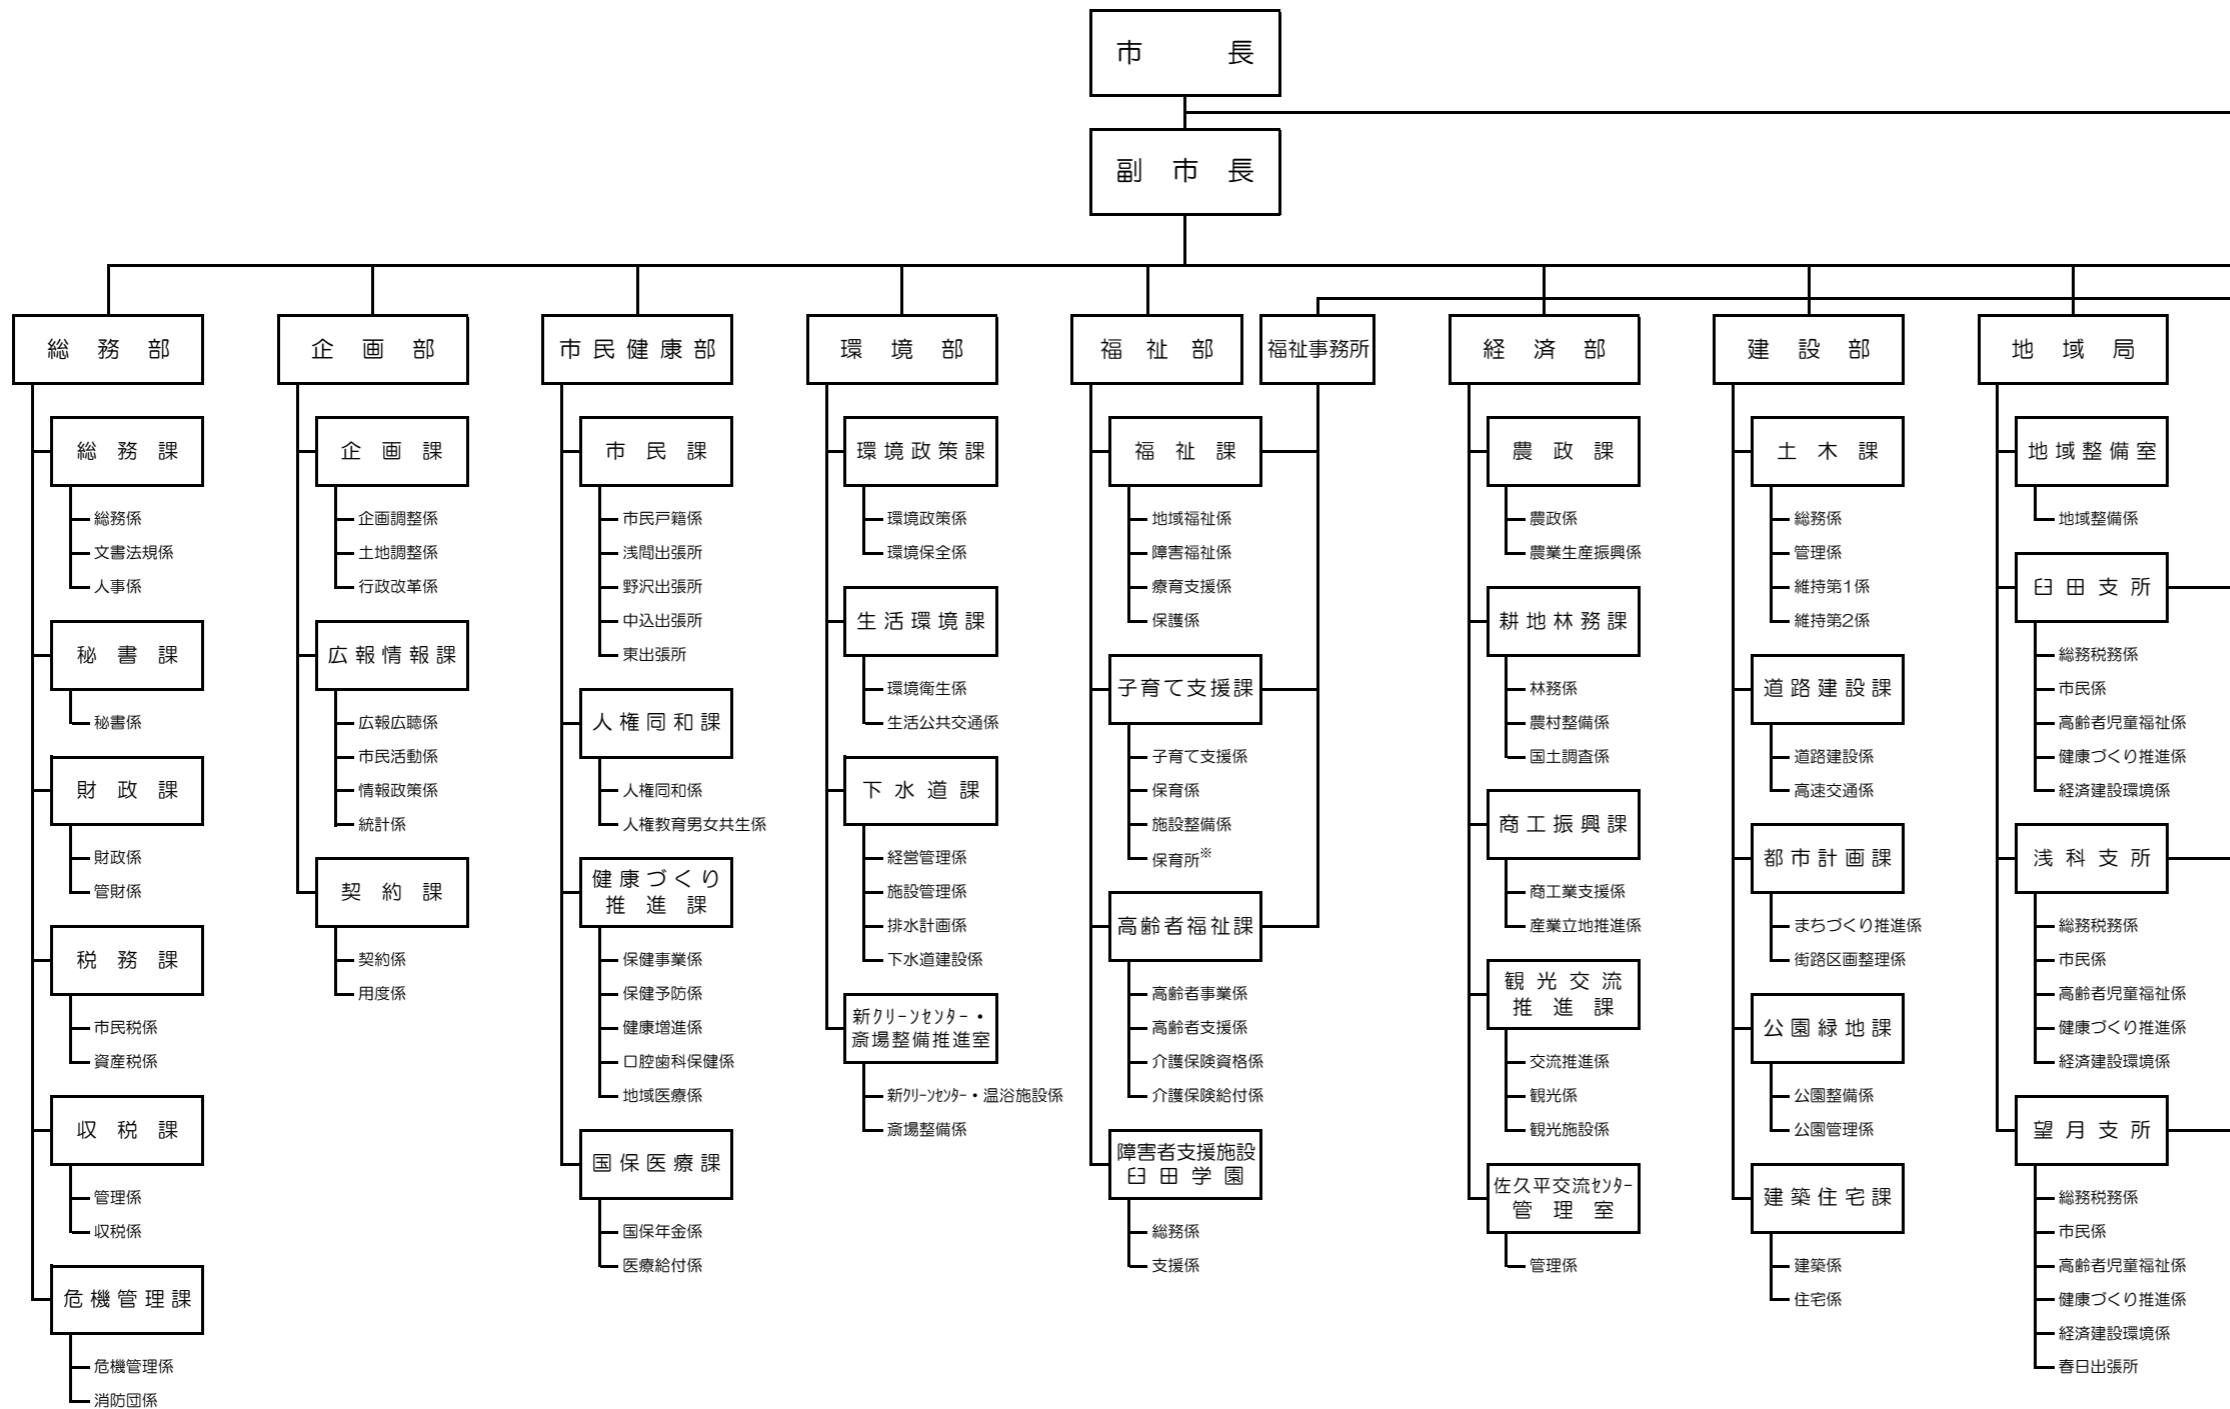 市長
副市長
総務部
総務課
総務係
文書法規係
人事係
秘書課
秘書係
財政課
財政係
管財係
税務課
市民税係
資産税係
収税課
管理係
収税係
危機管理課
危機管理係
消防団係
企画部
企画課
企画調整係
土地調整係
行政改革係
広報情報課
広報広聴係
市民活動係
情報政策係
統計係
契約課
契約係
用度係
市民健康部
市民課
市民戸籍係
浅間出張所
野沢出張所
中込出張所
東出張所
人権同和課
人権同和係
人権教育男女共生係
健康づくり
推進課
保健事業係
保健予防係
健康増進係
口腔歯科保健係
地域医療係
国保医療課
国保年金係
医療給付係
環境部
環境政策課
環境政策係
環境保全係
生活環境課
環境衛生係
生活公共交通係
下水道課
経営管理係
施設管理係
排水計画係
下水道建設係
新ｸﾘｰﾝｾﾝﾀｰ・
斎場整備推進室
新ｸﾘｰﾝｾﾝﾀｰ・温浴施設係
斎場整備係
福祉部
福祉事務所
福祉課
地域福祉係
障害福祉係
療育支援係
保護係
子育て支援課
子育て支援係
保育係
施設整備係
保育所※
高齢者福祉課
高齢者事業係
高齢者支援係
介護保険資格係
介護保険給付係
障害者支援施設
臼田学園
総務係
支援係
経済部
農政課
農政係
農業生産振興係
耕地林務課
林務係
農村整備係
国土調査係
商工振興課
商工業支援係
産業立地推進係
観光交流
推進課
交流推進係
観光係
観光施設係
佐久平交流ｾﾝﾀｰ
管理室
管理係
建設部
土木課
総務係
管理係
維持第1係
維持第2係
道路建設課
道路建設係
高速交通係
都市計画課
まちづくり推進係
街路区画整理係
公園緑地課
公園整備係
公園管理係
建築住宅課
建築係
住宅係
地域局
地域整備室
地域整備係
臼田支所
総務税務係
市民係
高齢者児童福祉係
健康づくり推進係
経済建設環境係
浅科支所
総務税務係
市民係
高齢者児童福祉係
健康づくり推進係
経済建設環境係
望月支所
総務税務係
市民係
高齢者児童福祉係
健康づくり推進係
経済建設環境係
春日出張所